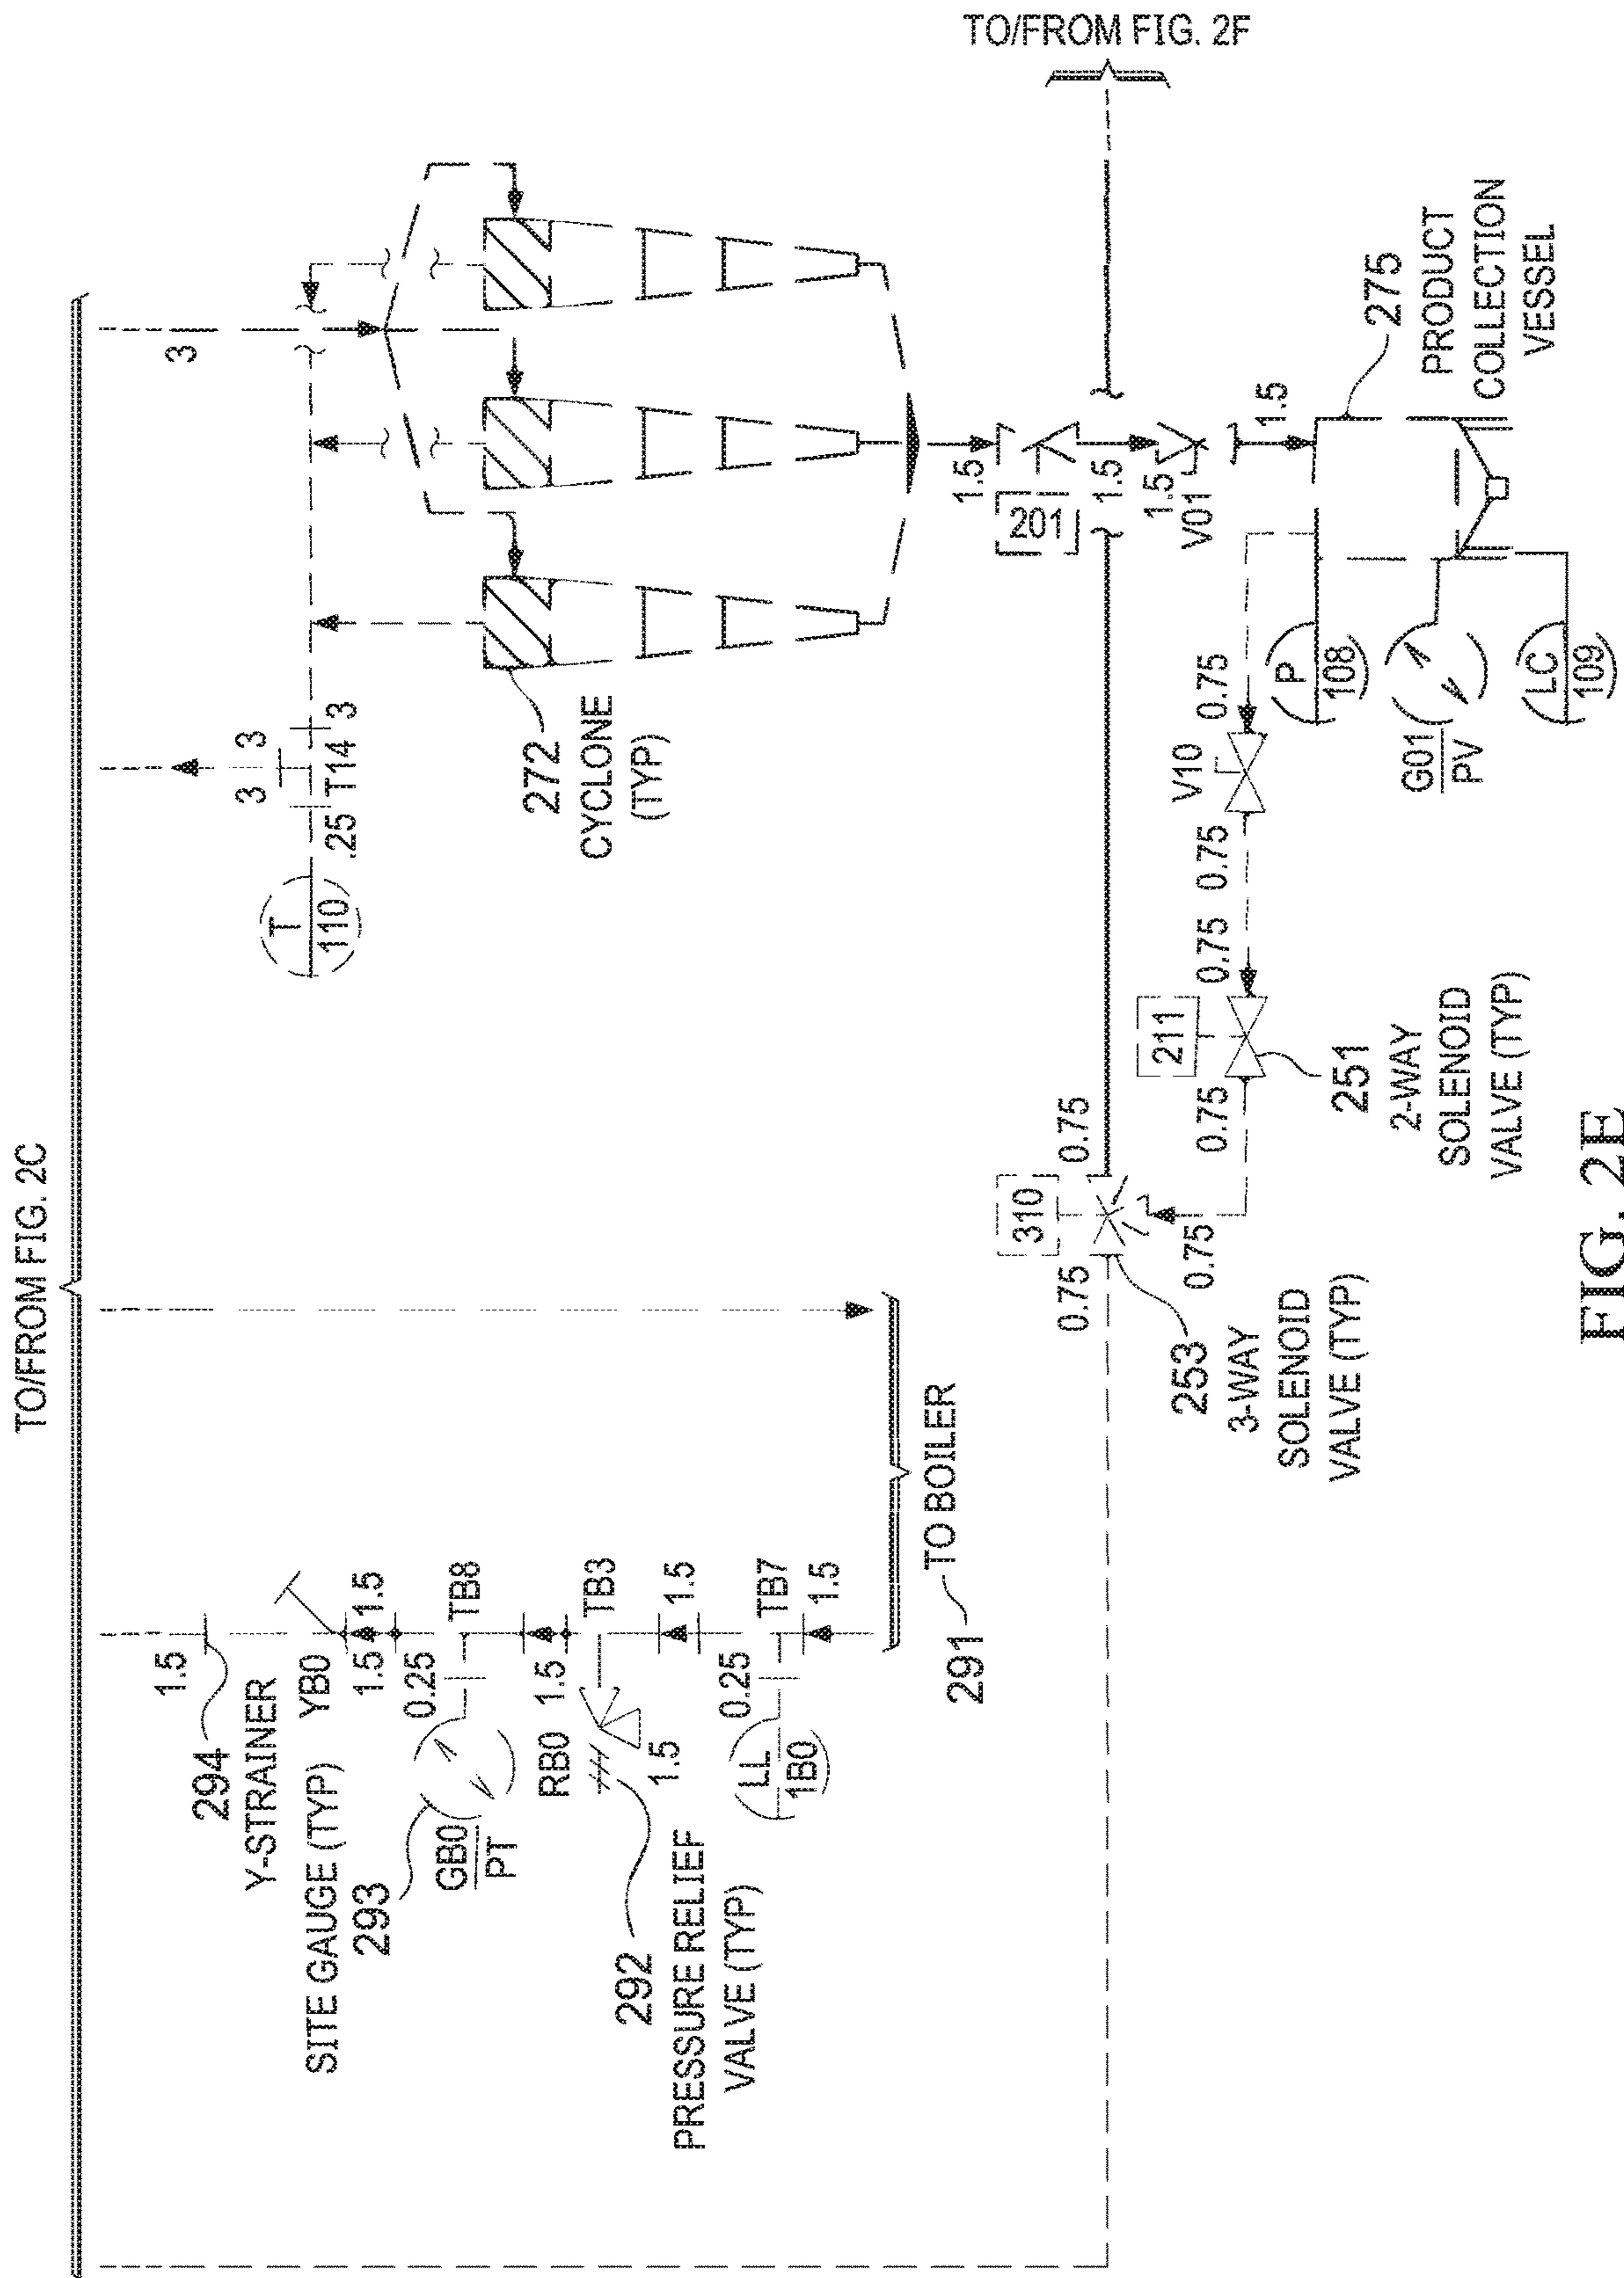 TO/FROM FIG. 2C
TO/FROM FIG. 2F
3
3
3
3
.25 T14
T
110
272
CYCLONE
(TYP)
1.5
201
1.5
1.5
V01
1.5
275
PRODUCT
COLLECTION
VESSEL
P
108
G01
PV
LC
109
0.75
V10
0.75
0.75
211
0.75
251
2-WAY
SOLENOID
VALVE (TYP)
310
0.75
0.75
0.75
253
3-WAY
SOLENOID
VALVE (TYP)
1.5
294
Y-STRAINER
YB0
1.5
1.5
SITE GAUGE (TYP)
293
0.25
TB8
GB0
PT
RB0
1.5
TB3
1.5
292
PRESSURE RELIEF
VALVE (TYP)
1.5
0.25
TB7
LL
1B0
1.5
291
TO BOILER
FIG. 2E